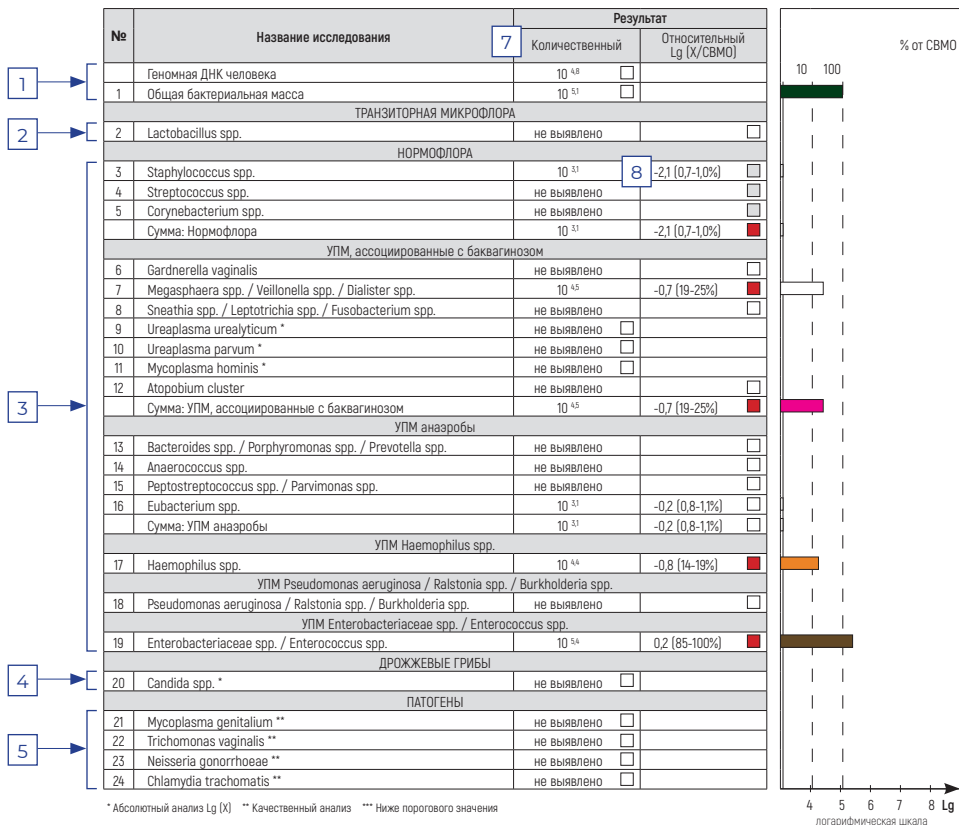 № Название исследования Результат
7 Количественный Относительный Lg (X/СВМО)
% от СВМО
10 100
1
Геномная ДНК человека 10 4,8
1 Общая бактериальная масса 10 5,1
ТРАНЗИТОРНАЯ МИКРОФЛОРА
2
2 Lactobacillus spp. не выявлено
НОРМОФЛОРА
3 Staphylococcus spp. 10 3,1 8 -2,1 (0,7-1,0%)
4 Streptococcus spp. не выявлено
5 Corynebacterium spp. не выявлено
Сумма: Нормофлора 10 3,1 -2,1 (0,7-1,0%)
УПМ, ассоциированные с баквагинозом
6 Gardnerella vaginalis не выявлено
7 Megasphaera spp. / Veillonella spp. / Dialister spp. 10 4,5 -0,7 (19-25%)
8 Sneathia spp. / Leptotrichia spp. / Fusobacterium spp. не выявлено
9 Ureaplasma urealyticum * не выявлено
10 Ureaplasma parvum * не выявлено
11 Mycoplasma hominis * не выявлено
12 Atopobium cluster не выявлено
3
Сумма: УПМ, ассоциированные с баквагинозом 10 4,5 -0,7 (19-25%)
УПМ анаэробы
13 Bacteroides spp. / Porphyromonas spp. / Prevotella spp. не выявлено
14 Anaerococcus spp. не выявлено
15 Peptostreptococcus spp. / Parvimonas spp. не выявлено
16 Eubacterium spp. 10 3,1 -0,2 (0,8-1,1%)
Сумма: УПМ анаэробы 10 3,1 -0,2 (0,8-1,1%)
УПМ Haemophilus spp.
17 Haemophilus spp. 10 4,4 -0,8 (14-19%)
УПМ Pseudomonas aeruginosa / Ralstonia spp. / Burkholderia spp.
18 Pseudomonas aeruginosa / Ralstonia spp. / Burkholderia spp. не выявлено
УПМ Enterobacteriaceae spp. / Enterococcus spp.
19 Enterobacteriaceae spp. / Enterococcus spp. 10 5,4 0,2 (85-100%)
ДРОЖЖЕВЫЕ ГРИБЫ
4
20 Candida spp. * не выявлено
ПАТОГЕНЫ
21 Mycoplasma genitalium ** не выявлено
22 Trichomonas vaginalis ** не выявлено
5
23 Neisseria gonorrhoeae ** не выявлено
24 Chlamydia trachomatis ** не выявлено
* Абсолютный анализ Lg (X) ** Качественный анализ *** Ниже порогового значения
4 5 6 7 8 Lg
логарифмическая шкала